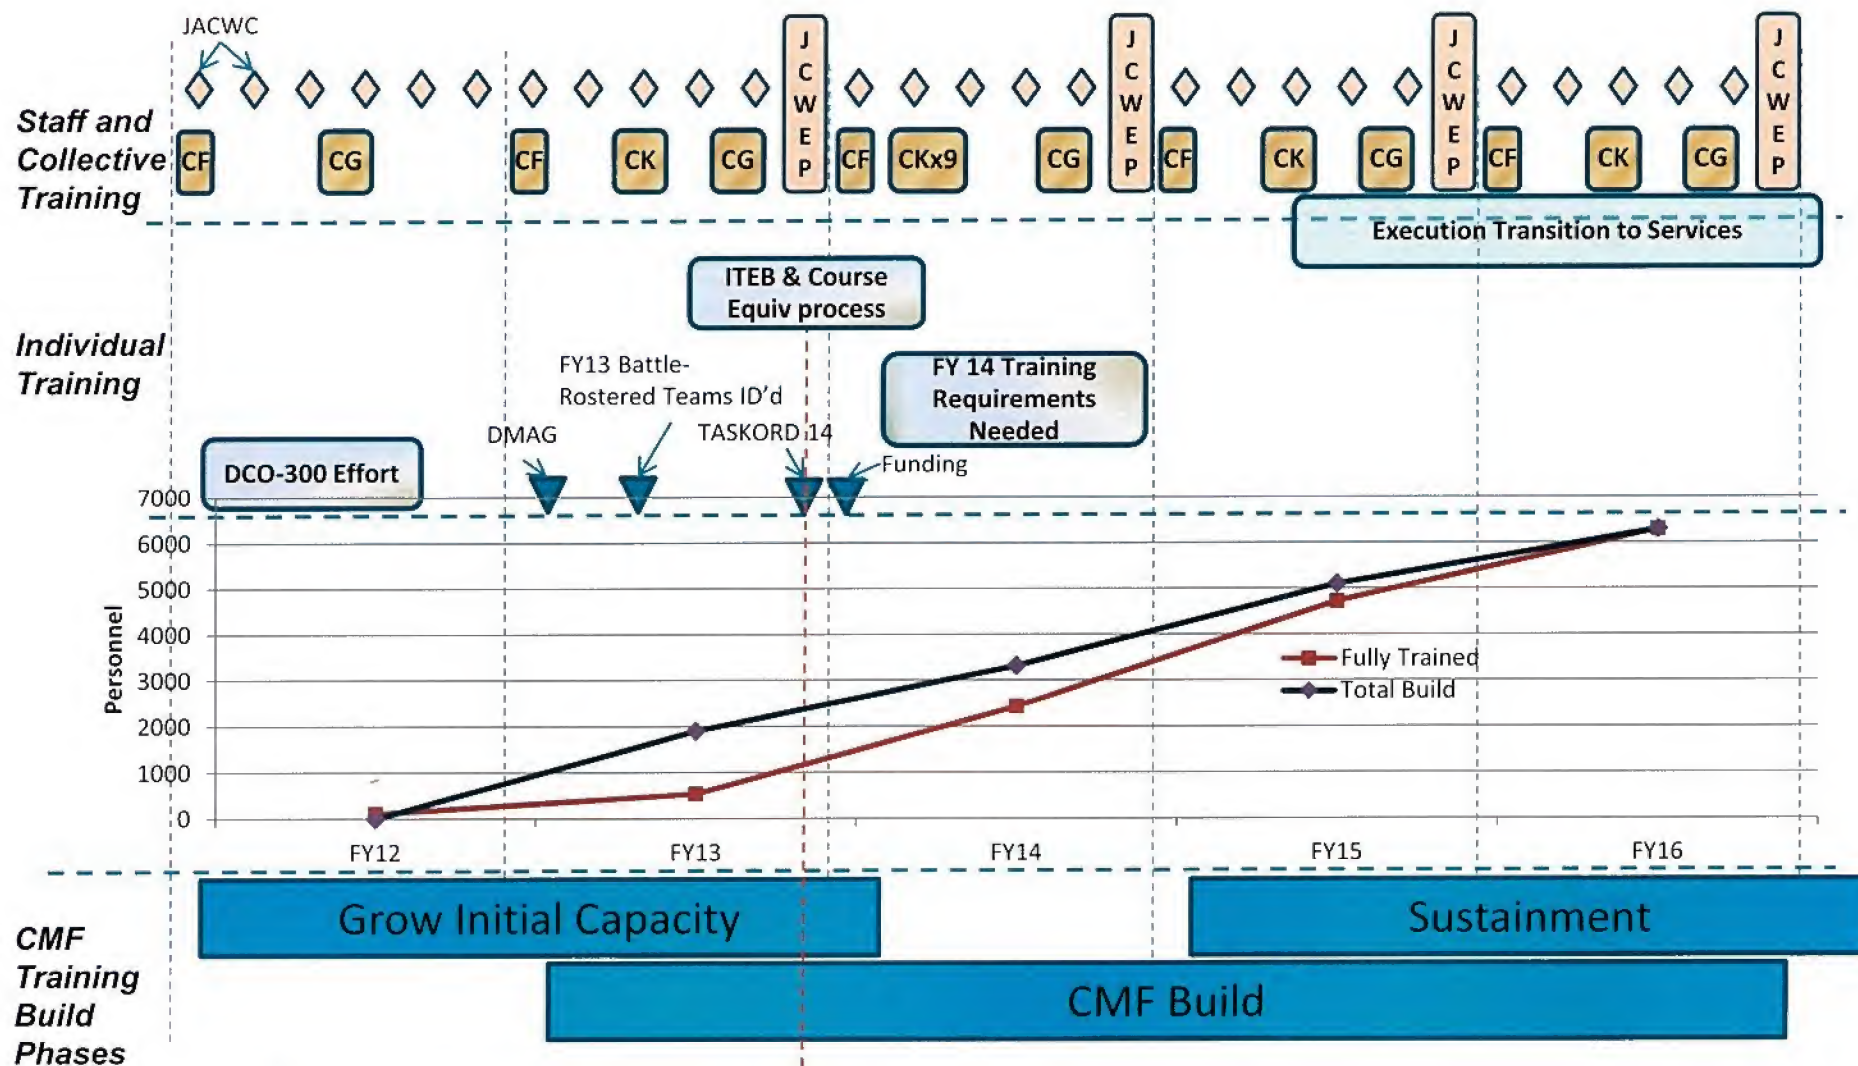 JACWC
J
C
W
E
P
J
C
W
E
P
J
C
W
E
P
J
C
W
E
P
Staff and
Collective
Training
CF
CG
CF
CK
CG
CF
CKx9
CG
CF
CK
CG
CF
CK
CG
Execution Transition to Services
ITEB & Course
Equiv process
Individual
Training
FY13 Battle-
Rostered Teams ID'd
FY 14 Training
Requirements
Needed
DMAG
TASKORD 14
Funding
DCO-300 Effort
7000
6000
5000
4000
3000
2000
1000
0
Personnel
Fully Trained
Total Build
FY12
FY13
FY14
FY15
FY16
Grow Initial Capacity
Sustainment
CMF Build
CMF
Training
Build
Phases